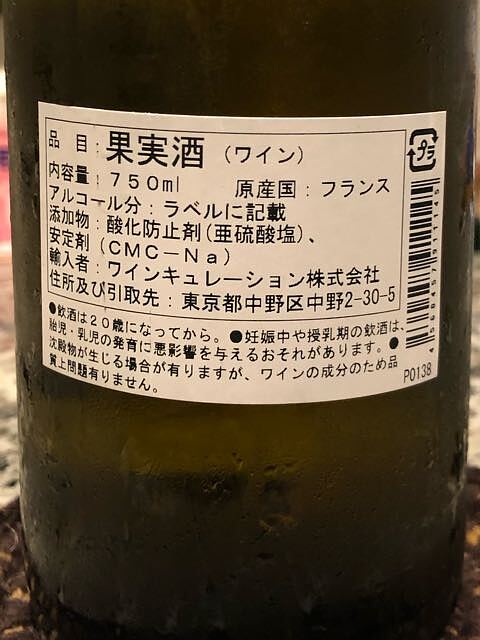 品 目：果実酒（ワイン）
内容量：750ml 原産国：フランス
アルコール分：ラベルに記載
添加物：酸化防止剤(亜硫酸塩)、
安定剤（CMC－Na）
輸入者：ワインキュレーション株式会社
住所及び引取先：東京都中野区中野2-30-5
●飲酒は20歳になってから。●妊娠中や授乳期の飲酒は、
胎児・乳児の発育に悪影響を与えるおそれがあります。●
沈殿物が生じる場合が有りますが、ワインの成分のため品
質上問題有りません。
プラ
P0138